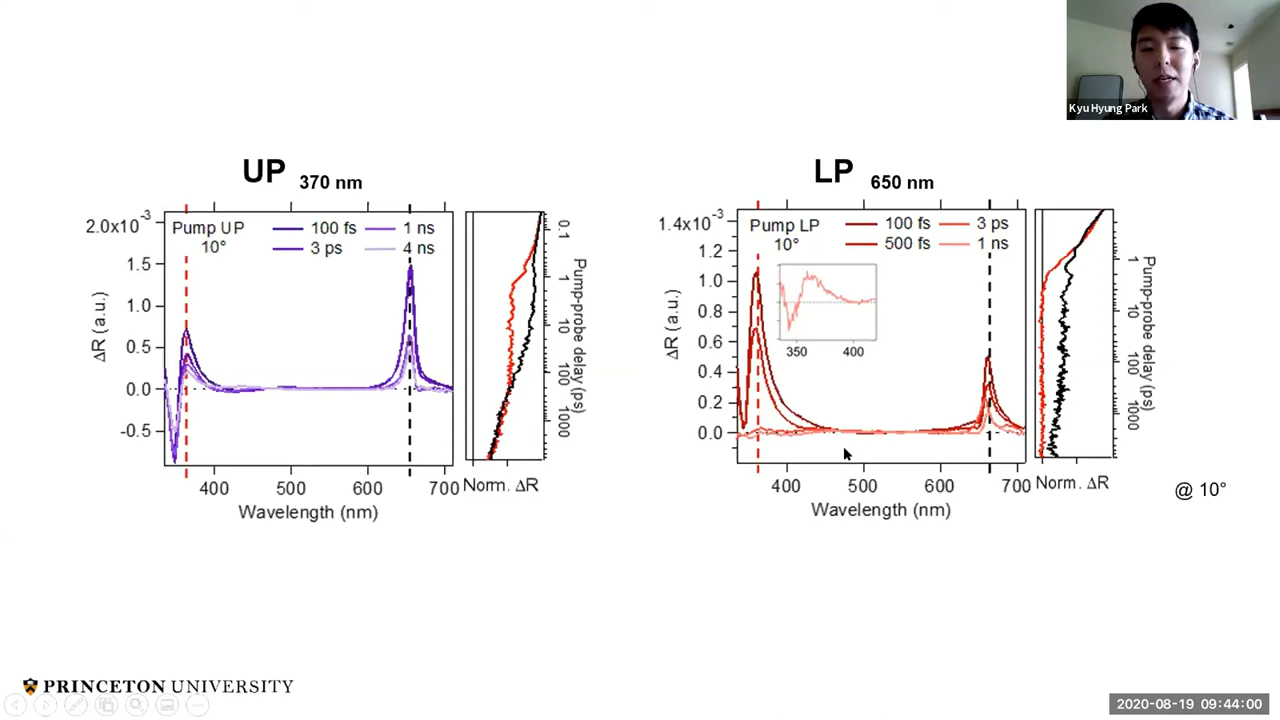 Kyu Hyung Park
UP 370 nm
2.0x10⁻³
1.5
1.0
0.5
0.0
-0.5
ΔR (a.u.)
Pump UP
10°
100 fs
3 ps
1 ns
4 ns
400
500
600
700
Wavelength (nm)
0.1
1
10
100
1000
Pump-probe delay (ps)
Norm. ΔR
LP 650 nm
1.4x10⁻³
1.2
1.0
0.8
0.6
0.4
0.2
0.0
ΔR (a.u.)
Pump LP
10°
100 fs
500 fs
3 ps
1 ns
350
400
400
500
600
700
Wavelength (nm)
1
10
100
1000
Pump-probe delay (ps)
Norm. ΔR
@ 10°
PRINCETON UNIVERSITY
2020-08-19 09:44:00